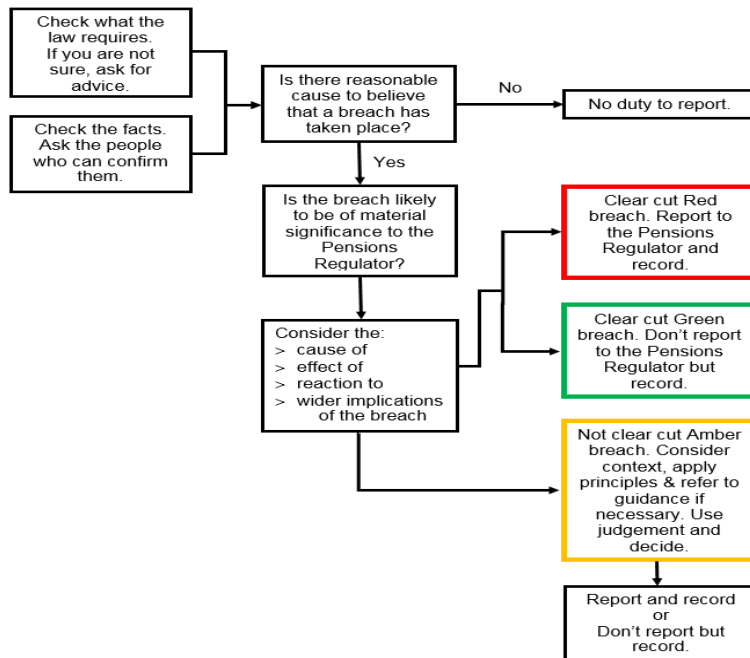 Check what the
law requires.
If you are not
sure, ask for
advice.
Check the facts.
Ask the people
who can confirm
them.
Is there reasonable
cause to believe
that a breach has
taken place?
No
No duty to report.
Yes
Is the breach likely
to be of material
significance to the
Pensions
Regulator?
Consider the:
> cause of
> effect of
> reaction to
> wider implications
of the breach
Clear cut Red
breach. Report to
the Pensions
Regulator and
record.
Clear cut Green
breach. Don't report
to the Pensions
Regulator but
record.
Not clear cut Amber
breach. Consider
context, apply
principles & refer to
guidance if
necessary. Use
judgement and
decide.
Report and record
or
Don't report but
record.